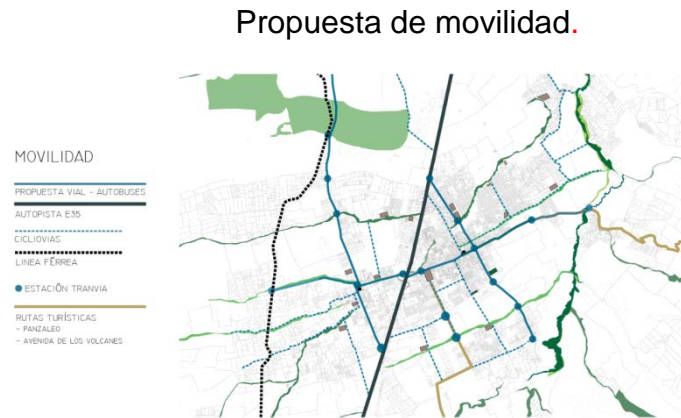 Propuesta de movilidad.
MOVILIDAD
PROPUESTA VIAL - AUTOBUSES
AUTOPISTA E35
CICLIOVIAS
LINEA FÉRREA
ESTACIÓN TRANVIA
RUTAS TURÍSTICAS
- PANZALEO
- AVENIDA DE LOS VOLCANES